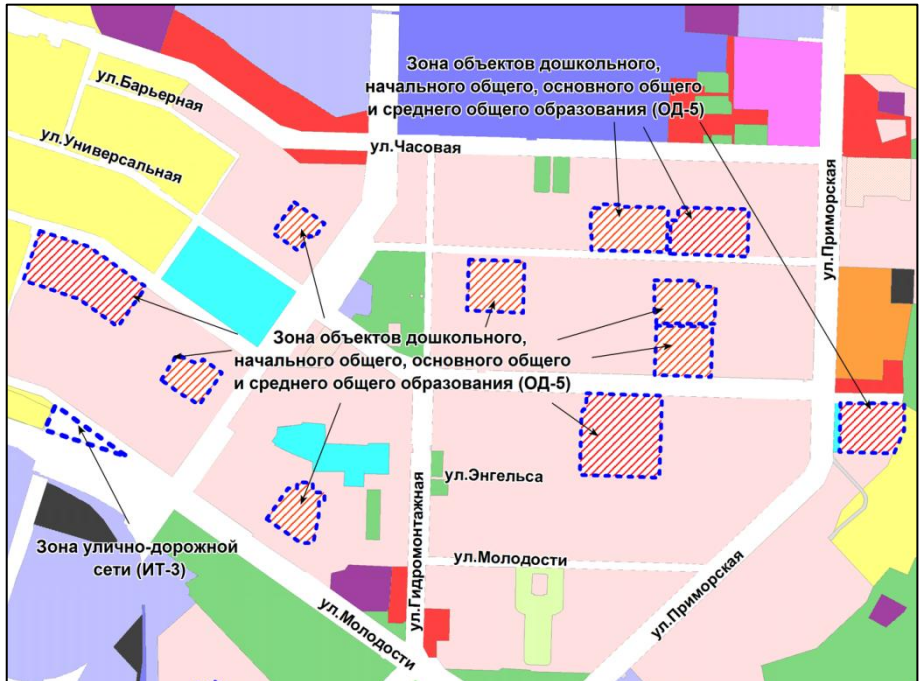 Зона объектов дошкольного,
начального общего, основного общего
и среднего общего образования (ОД-5)
ул.Барьерная
ул.Универсальная
ул.Часовая
ул.Приморская
Зона объектов дошкольного,
начального общего, основного общего
и среднего общего образования (ОД-5)
ул.Энгельса
ул.Гидромонтажная
Зона улично-дорожной
сети (ИТ-3)
ул.Молодости
ул.Молодости
ул.Приморская